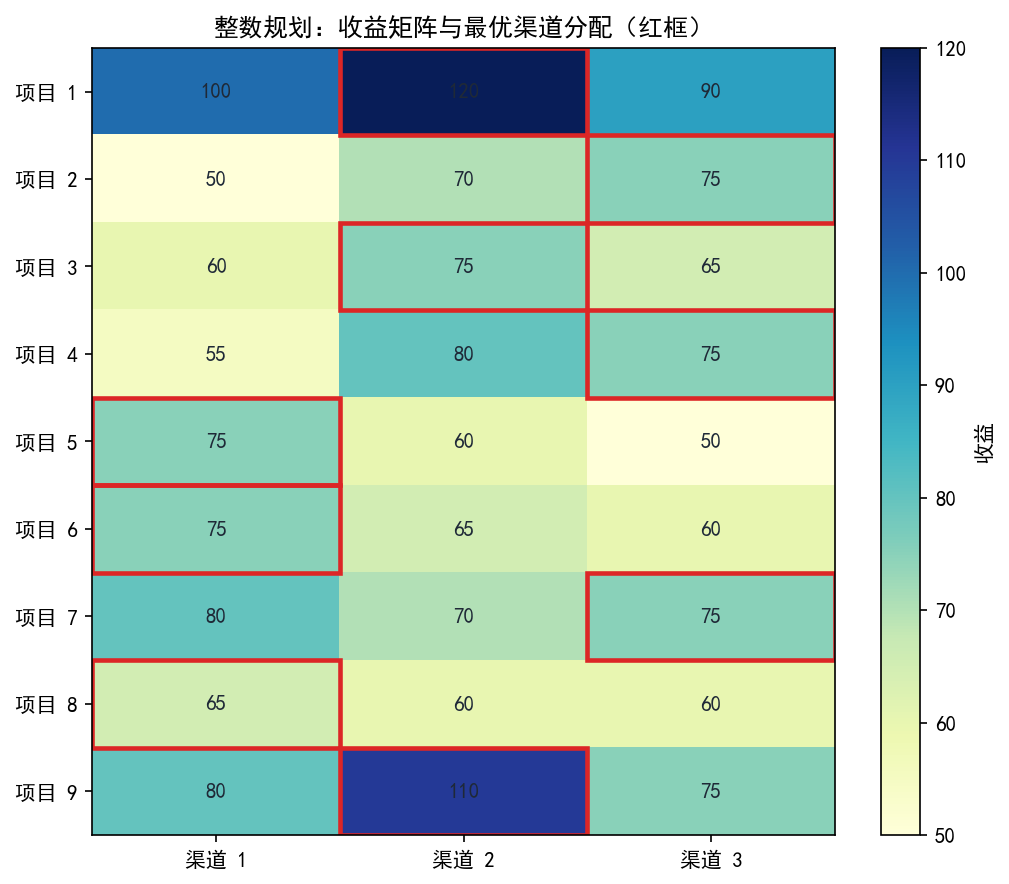 整数规划：收益矩阵与最优渠道分配（红框）
项目 1 100 120 90
项目 2 50 70 75
项目 3 60 75 65
项目 4 55 80 75
项目 5 75 60 50
项目 6 75 65 60
项目 7 80 70 75
项目 8 65 60 60
项目 9 80 110 75
渠道 1 渠道 2 渠道 3
120
110
100
90
80
70
60
50
收益